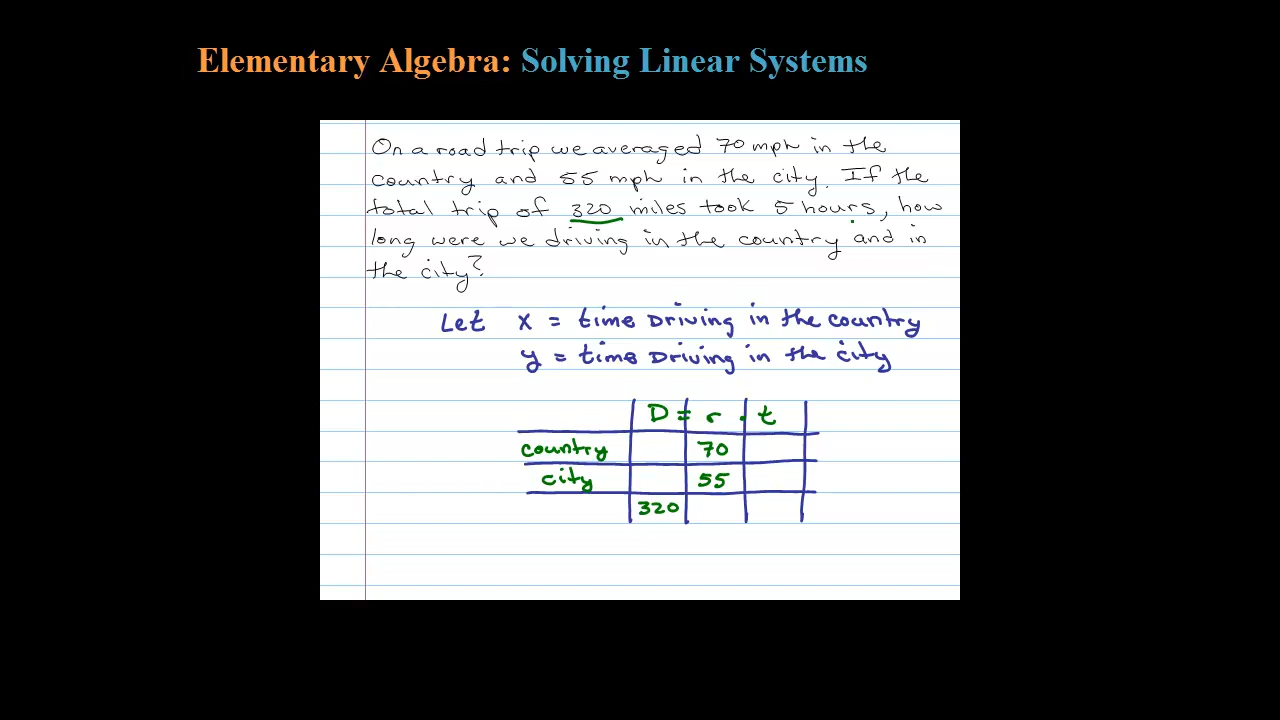 Elementary Algebra: Solving Linear Systems
On a road trip we averaged 70 mph in the
country and 55 mph in the city. If the
total trip of 320 miles took 5 hours, how
long were we driving in the country and in
the city?
Let x = time Driving in the country
y = time Driving in the city
D = r . t
country 70
city 55
320